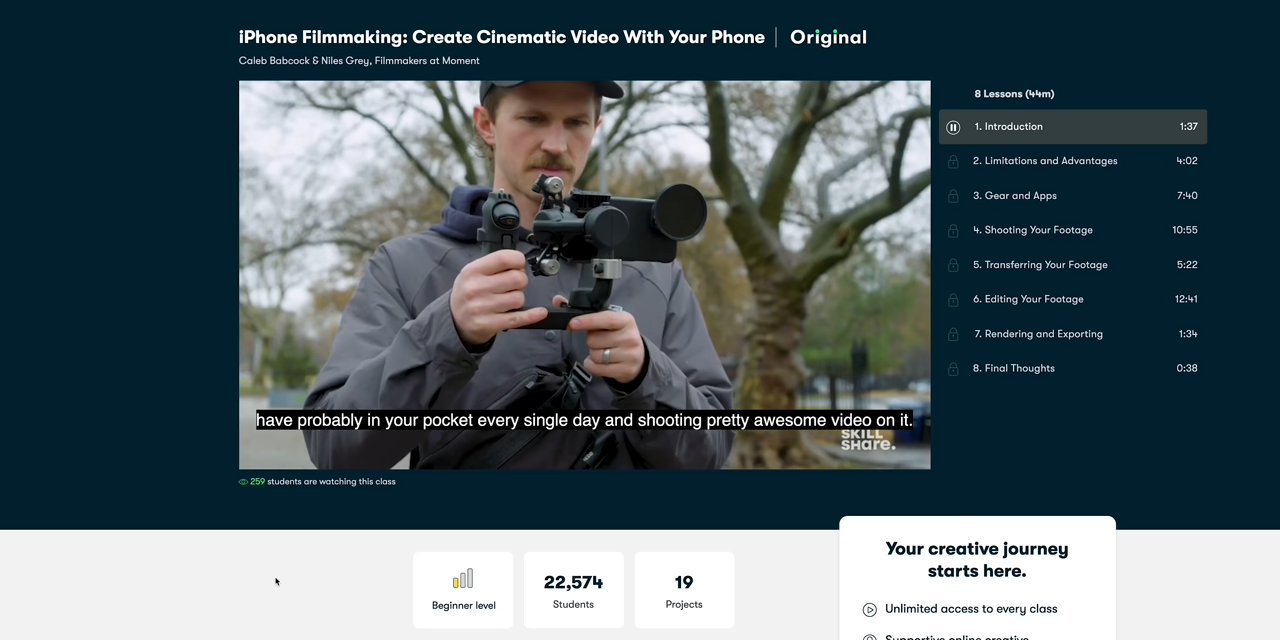 iPhone Filmmaking: Create Cinematic Video With Your Phone | Original
Caleb Babcock & Niles Grey, Filmmakers at Moment
8 Lessons (44m)
1. Introduction 1:37
2. Limitations and Advantages 4:02
3. Gear and Apps 7:40
4. Shooting Your Footage 10:55
5. Transferring Your Footage 5:22
6. Editing Your Footage 12:41
7. Rendering and Exporting 1:34
8. Final Thoughts 0:38
have probably in your pocket every single day and shooting pretty awesome video on it.
SKILL
SHare.
259 students are watching this class
Beginner level
22,574
Students
19
Projects
Your creative journey
starts here.
Unlimited access to every class
Supportive online creative